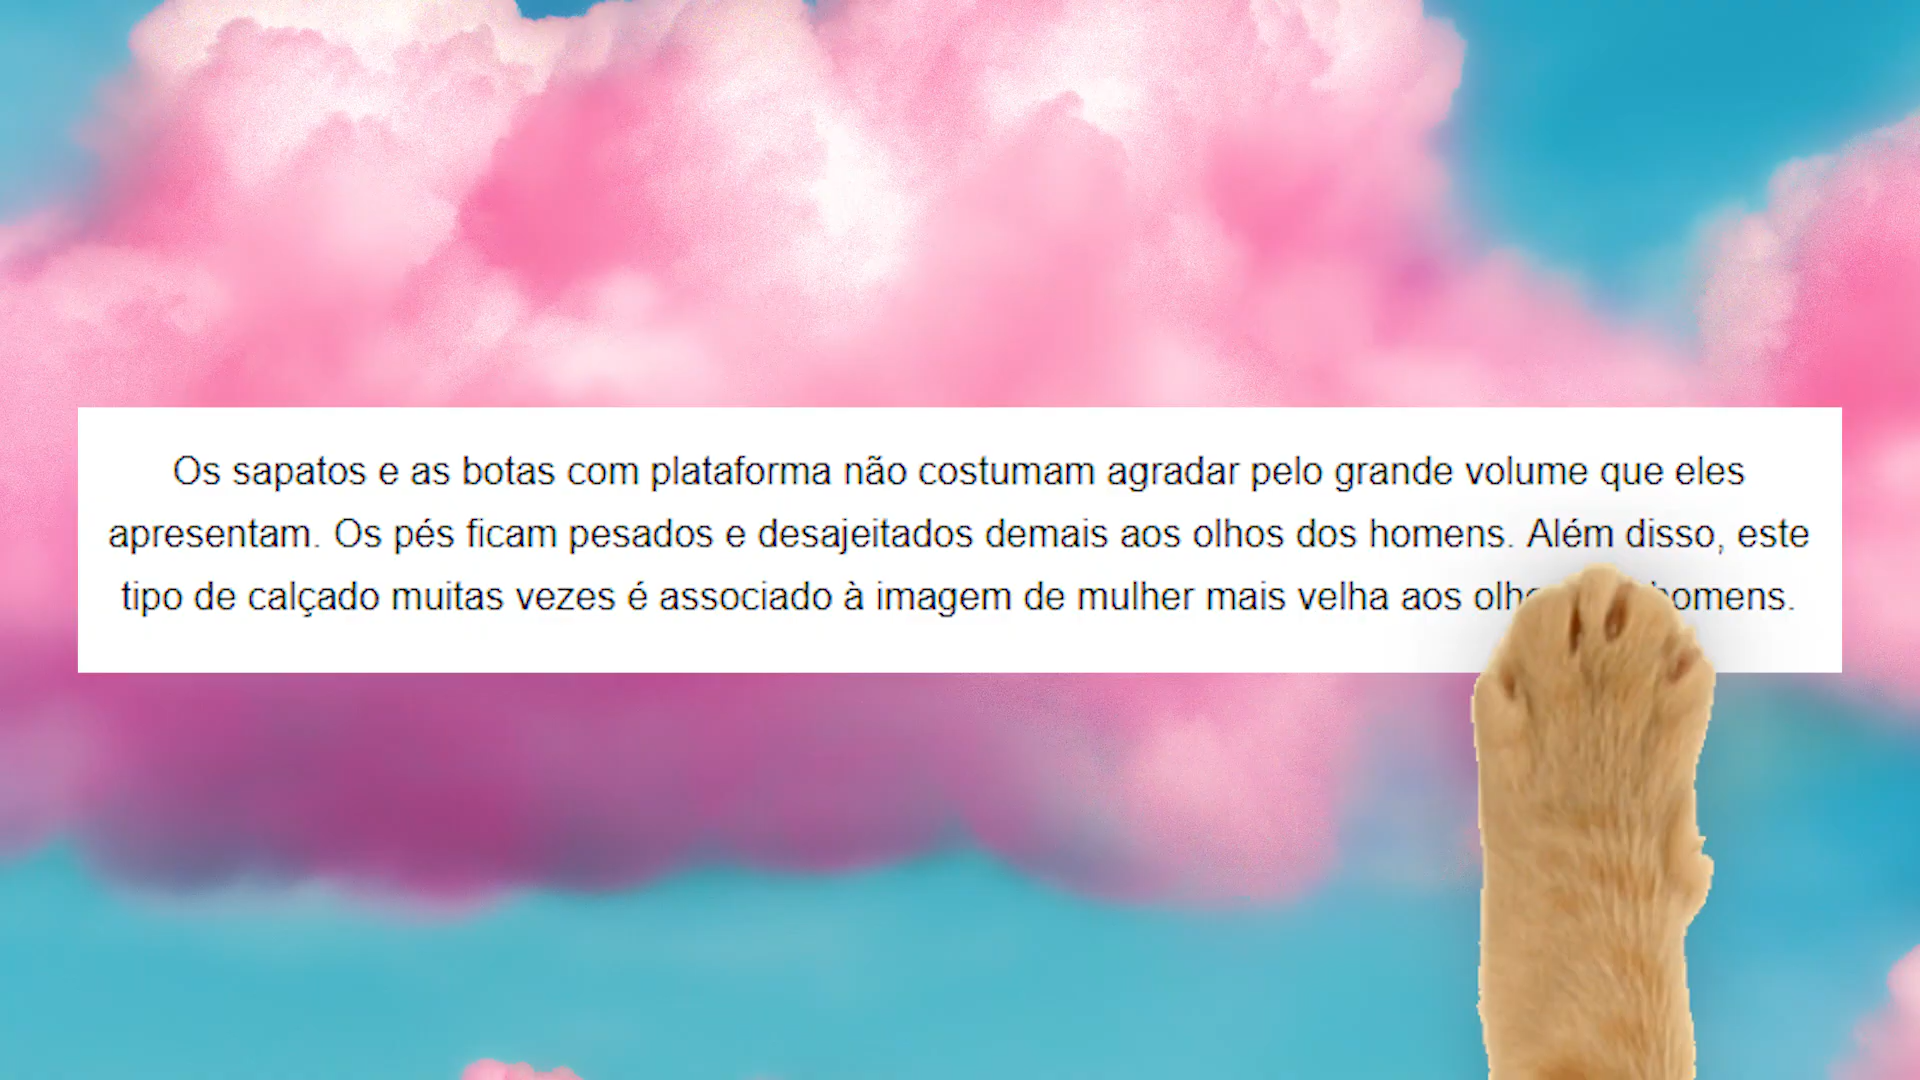 Os sapatos e as botas com plataforma não costumam agradar pelo grande volume que eles
apresentam. Os pés ficam pesados e desajeitados demais aos olhos dos homens. Além disso, este
tipo de calçado muitas vezes é associado à imagem de mulher mais velha aos